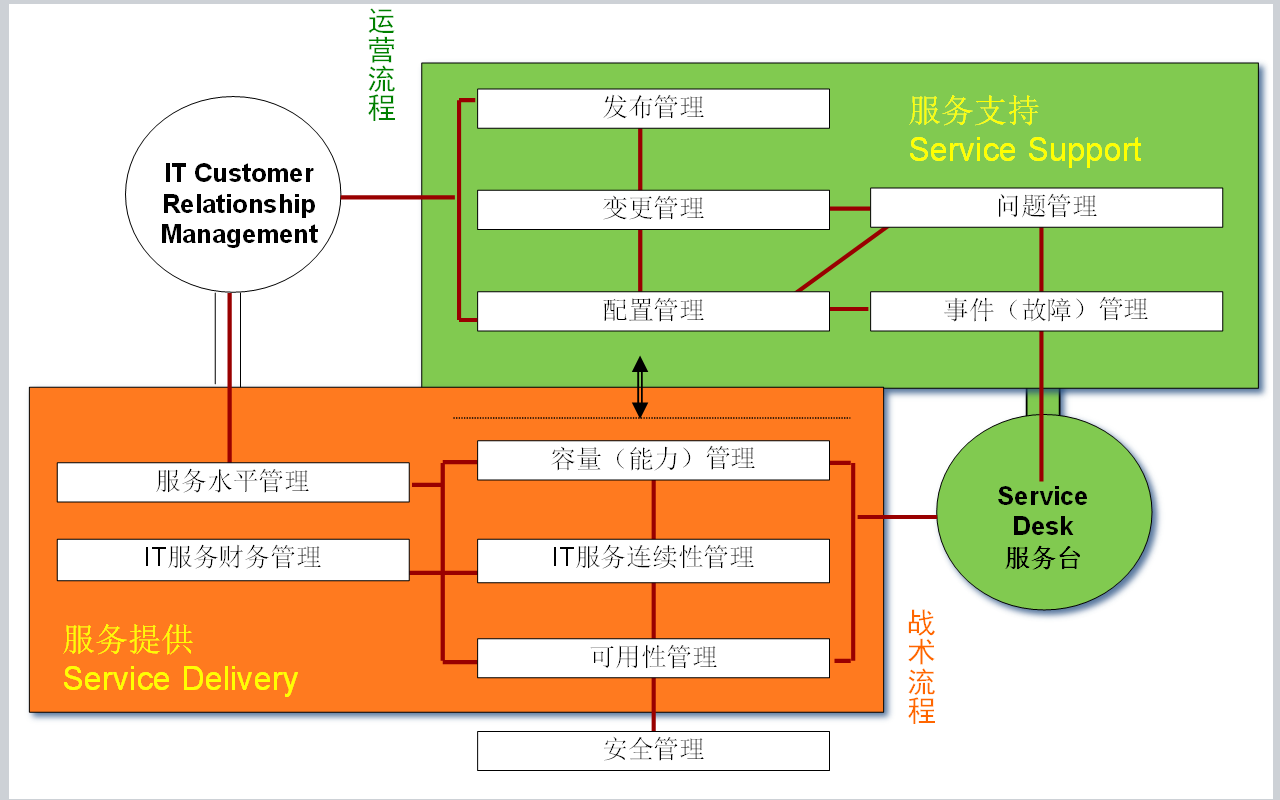 运营流程
发布管理
服务支持
Service Support
IT Customer
Relationship
Management
变更管理
问题管理
配置管理
事件（故障）管理
容量（能力）管理
服务水平管理
Service
Desk
服务台
IT服务财务管理
IT服务连续性管理
服务提供
Service Delivery
可用性管理
战术流程
安全管理